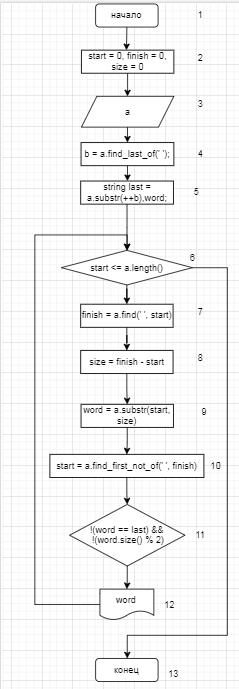 начало 1
start = 0, finish = 0, 2
size = 0
3
a
b = a.find_last_of(' '); 4
string last = 5
a.substr(++b),word;
6
start <= a.length()
finish = a.find(' ', start) 7
size = finish - start 8
word = a.substr(start, 9
size)
start = a.find_first_not_of(' ', finish) 10
!(word == last) && 11
!(word.size() % 2)
word 12
конец 13